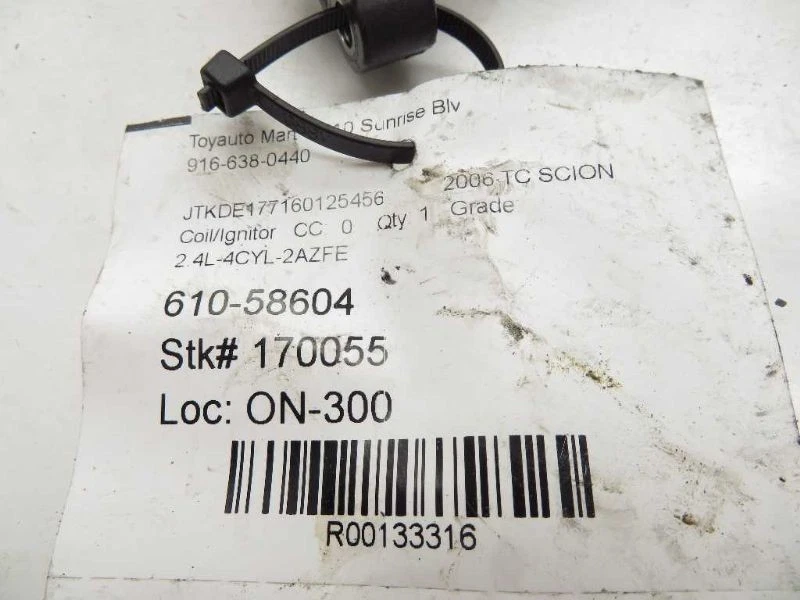 Toyauto Mart 10 Sunrise Blv
916-638-0440
JTKDE177160125456 2006 TC SCION
Coil/Ignitor CC 0 Qty 1 Grade
2.4L-4CYL-2AZFE
610-58604
Stk# 170055
Loc: ON-300
R00133316